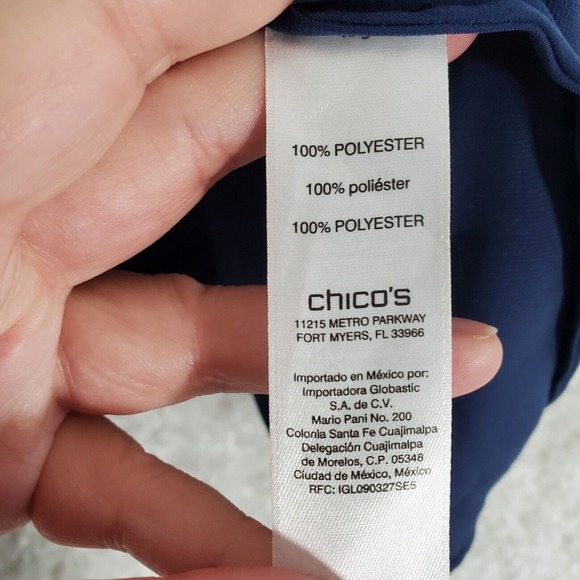 100% POLYESTER
100% poliéster
100% POLYESTER
chico's
11215 METRO PARKWAY
FORT MYERS, FL 33966
Importado en México por:
Importadora Globastic
S.A. de C.V.
Mario Pani No. 200
Colonia Santa Fe Cuajimalpa
Delegación Cuajimalpa
de Morelos, C.P. 05348
Ciudad de México, México
RFC: IGL090327SE5